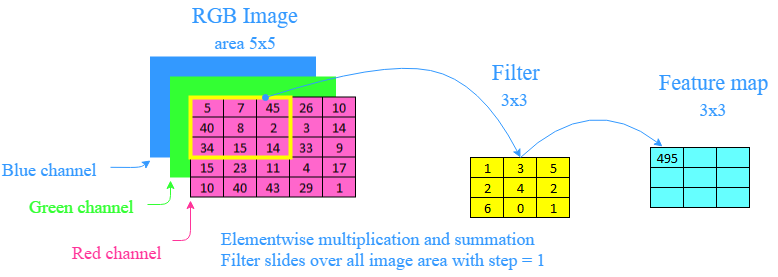 RGB Image
area 5x5
Filter
3x3
Feature map
3x3
5 7 45 26 10
40 8 2 3 14
34 15 14 33 9
15 23 11 4 17
10 40 43 29 1
1 3 5
2 4 2
6 0 1
495
Blue channel
Green channel
Red channel
Elementwise multiplication and summation
Filter slides over all image area with step = 1